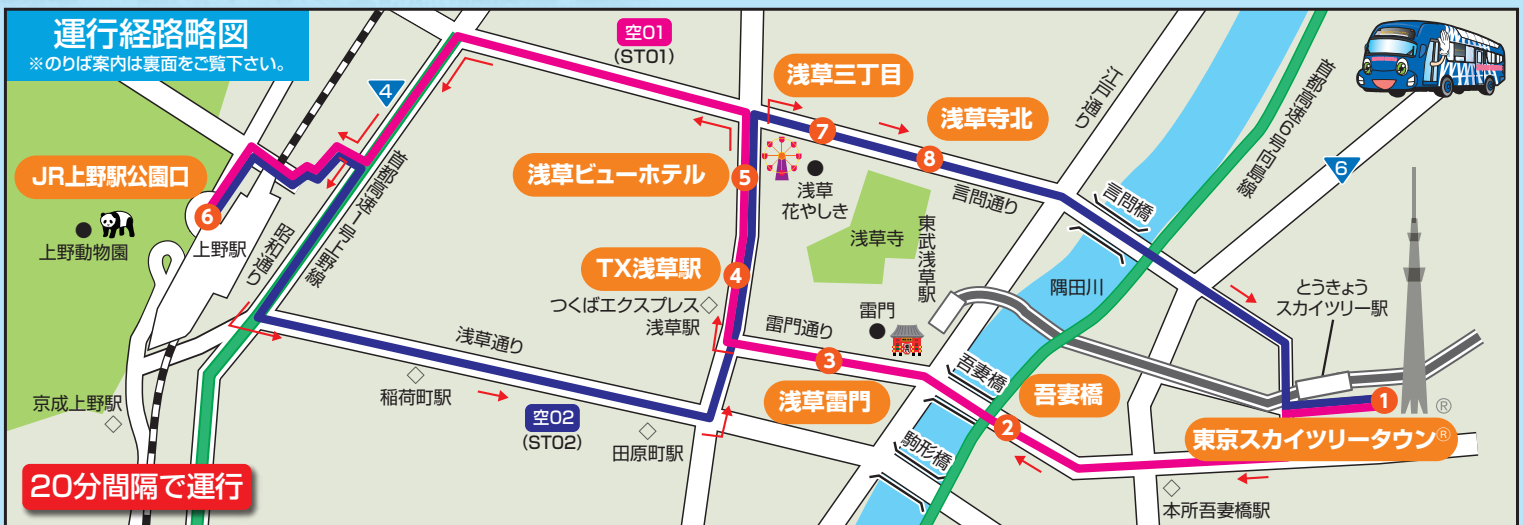 運行経路略図
※のりば案内は裏面をご覧下さい。
空01
(ST01)
浅草三丁目
7
浅草寺北
8
江戸通り
首都高速6号向島線
4
6
JR上野駅公園口
6
上野動物園
上野駅
昭和通り
首都高速1号上野線
浅草ビューホテル
5
浅草
花やしき
浅草寺
言問通り
言問橋
東武浅草駅
隅田川
とうきょう
スカイツリー駅
TX浅草駅
4
つくばエクスプレス
浅草駅
雷門通り
雷門
3
浅草雷門
吾妻橋
吾妻橋
2
駒形橋
1
東京スカイツリータウン®
®
本所吾妻橋駅
浅草通り
稲荷町駅
空02
(ST02)
田原町駅
京成上野駅
20分間隔で運行